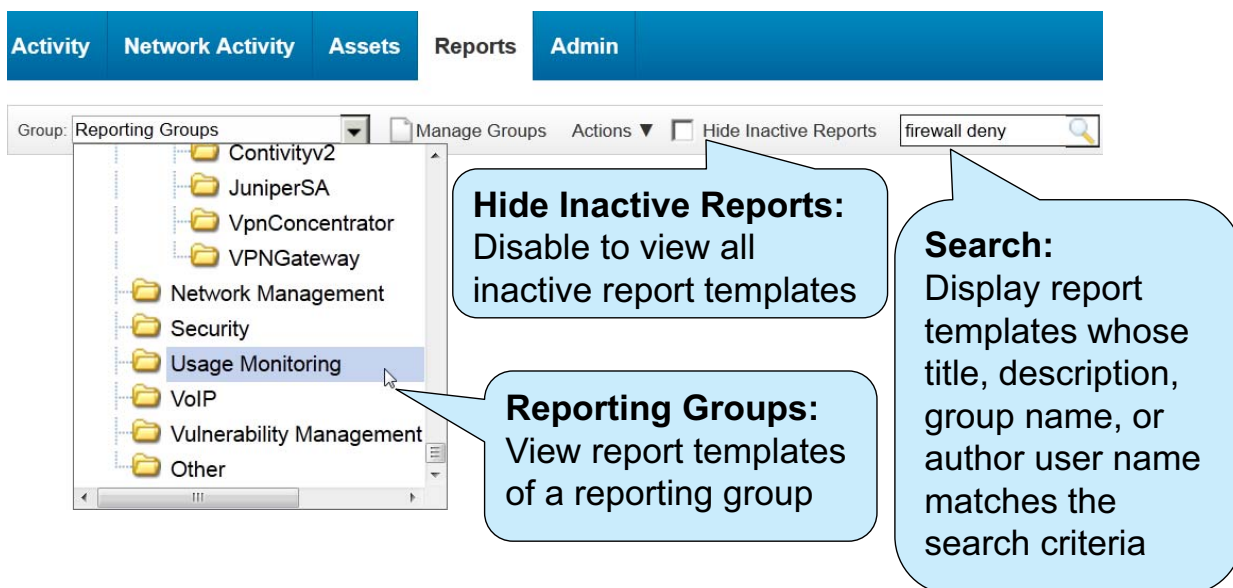 Activity Network Activity Assets Reports Admin
Group: Reporting Groups Manage Groups Actions ▼ Hide Inactive Reports firewall deny
Contivityv2
JuniperSA
VpnConcentrator
VPNGateway
Network Management
Security
Usage Monitoring
VoIP
Vulnerability Management
Other
Hide Inactive Reports:
Disable to view all
inactive report templates
Reporting Groups:
View report templates
of a reporting group
Search:
Display report
templates whose
title, description,
group name, or
author user name
matches the
search criteria